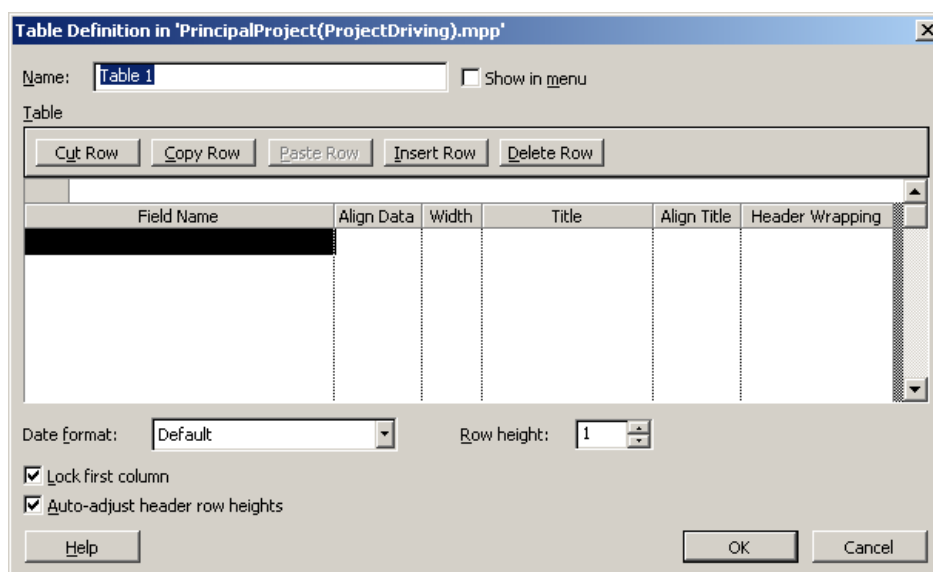 Table Definition in 'PrincipalProject(ProjectDriving).mpp'
Name: Table 1 Show in menu
Table
Cut Row Copy Row Paste Row Insert Row Delete Row
Field Name Align Data Width Title Align Title Header Wrapping
Date format: Default Row height: 1
Lock first column
Auto-adjust header row heights
Help OK Cancel